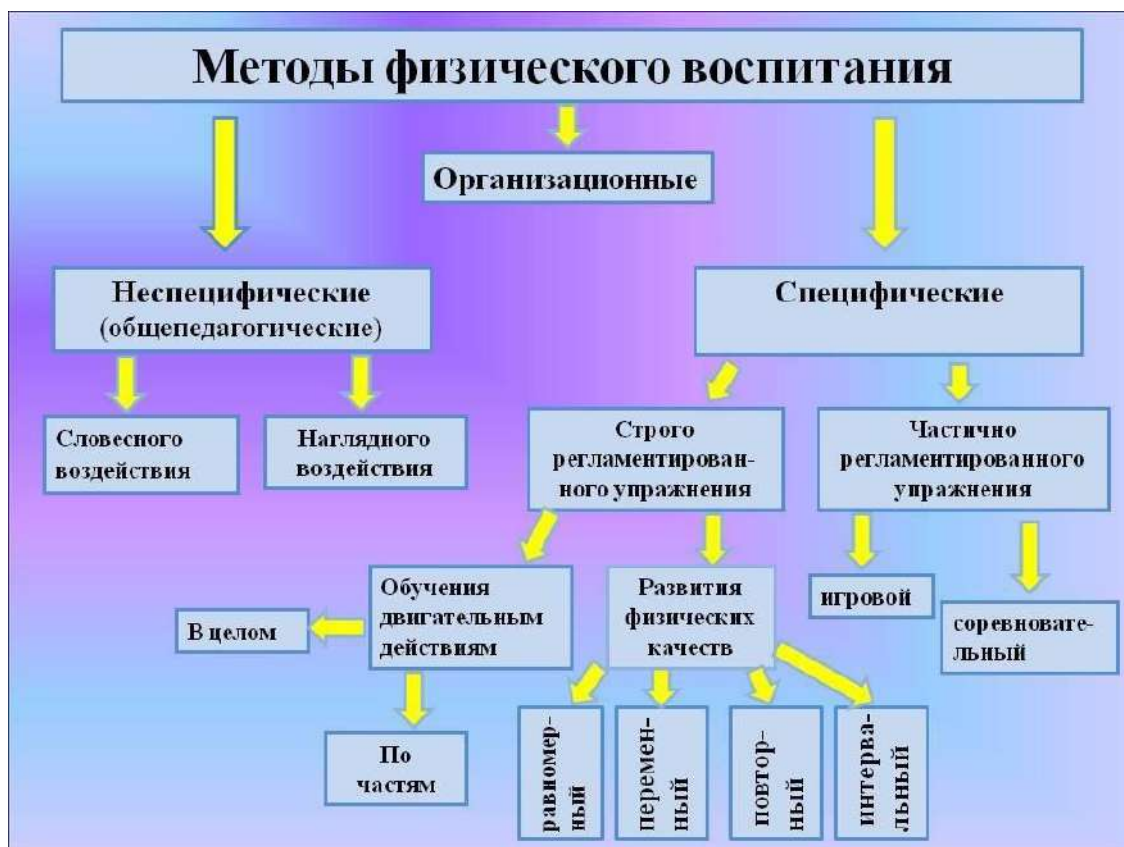 Методы физического воспитания
Организационные
Неспецифические
(общепедагогические)
Специфические
Словесного
воздействия
Наглядного
воздействия
Строго
регламентирован-
ного упражнения
Частично
регламентированного
упражнения
Обучения
двигательным
действиям
Развития
физических
качеств
игровой
соревновате-
льный
В целом
По
частям
равномер-
ный
перемен-
ный
повтор-
ный
интерва-
льный